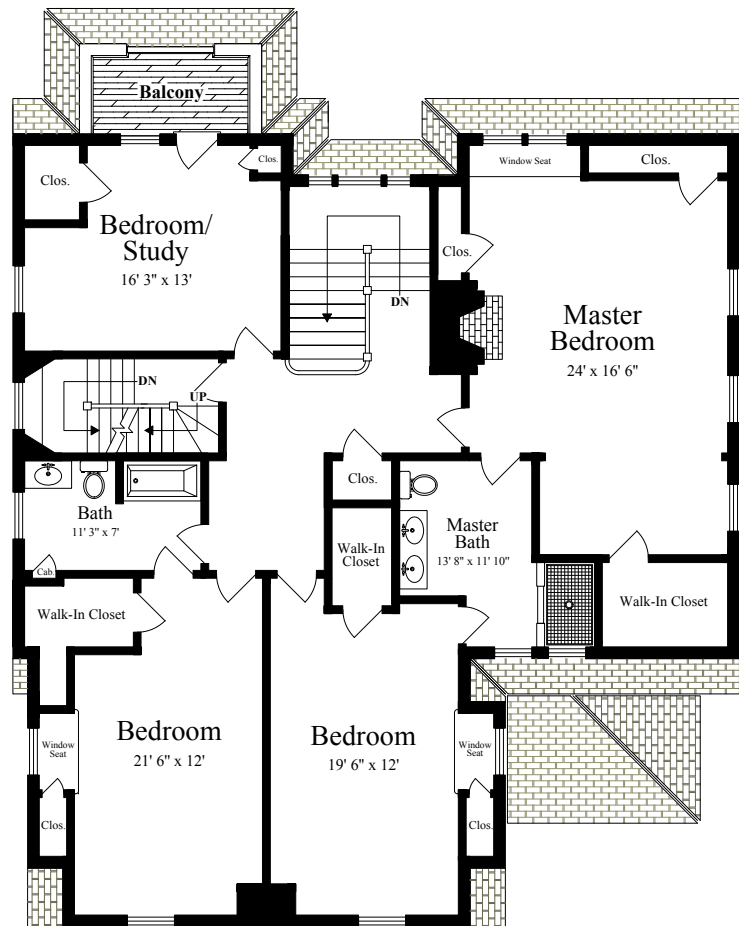 Balcony
Clos.
Clos.
Window Seat
Clos.
Bedroom/
Study
16' 3" x 13'
Clos.
DN
Master
Bedroom
24' x 16' 6"
DN
UP
Clos.
Bath
11' 3" x 7'
Cab.
Master
Bath
13' 8" x 11' 10"
Walk-In
Closet
Walk-In Closet
Walk-In Closet
Bedroom
21' 6" x 12'
Bedroom
19' 6" x 12'
Window
Seat
Window
Seat
Clos.
Clos.